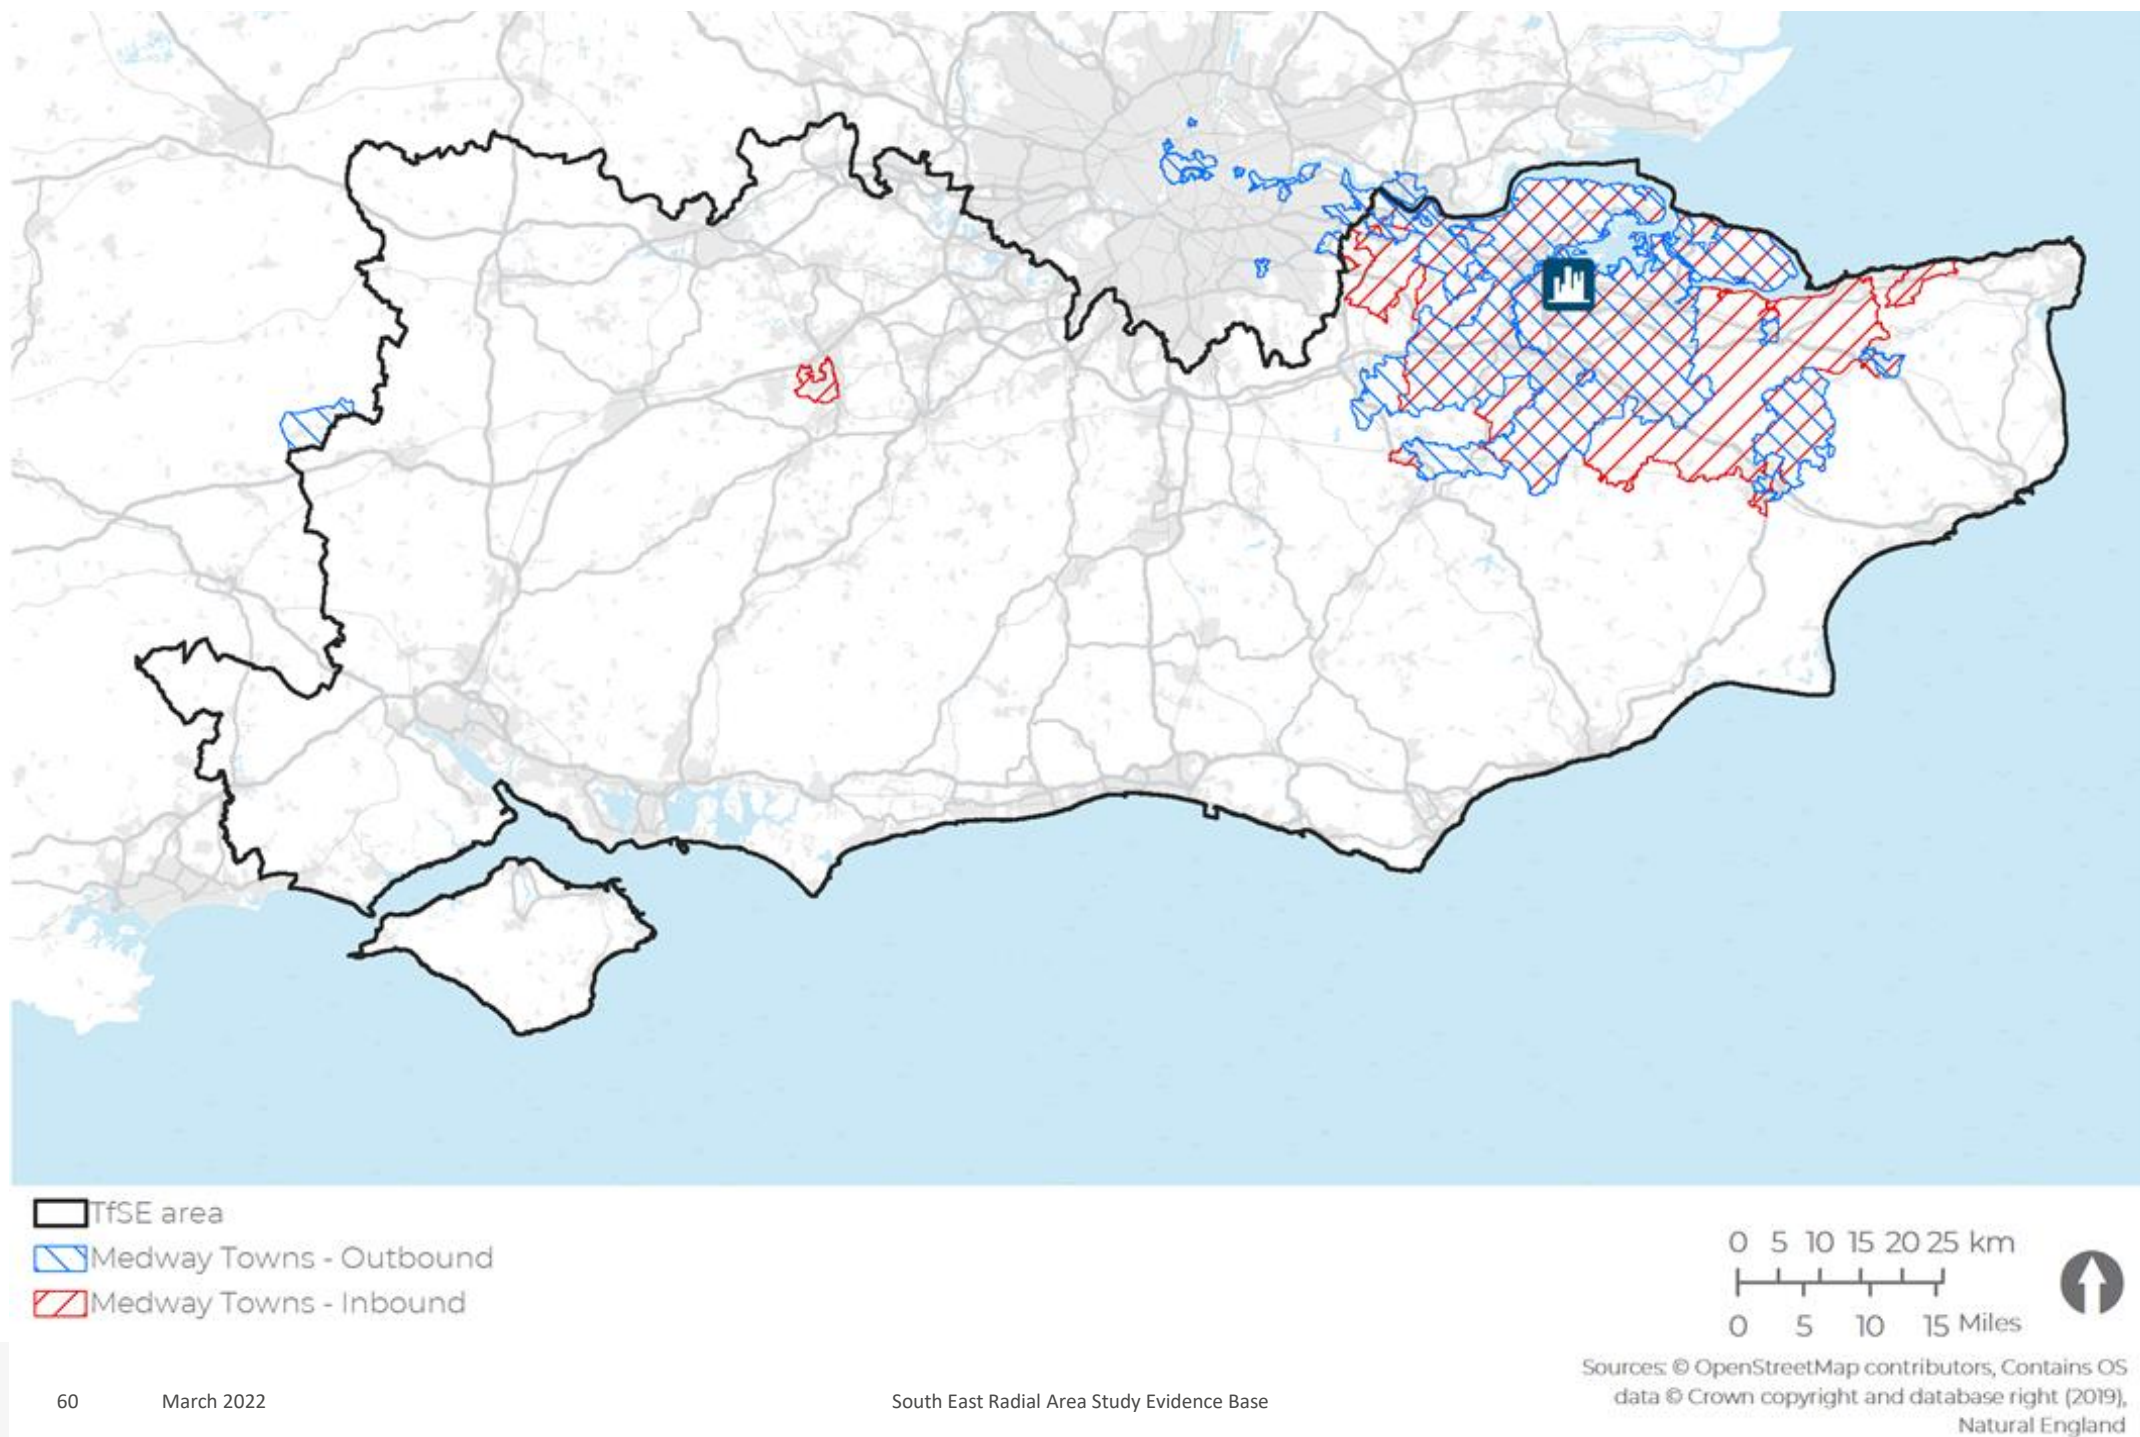 TfSE area
Medway Towns - Outbound
Medway Towns - Inbound
0 5 10 15 20 25 km
0 5 10 15 Miles
Sources: © OpenStreetMap contributors, Contains OS
data © Crown copyright and database right (2019),
Natural England
60 March 2022 South East Radial Area Study Evidence Base